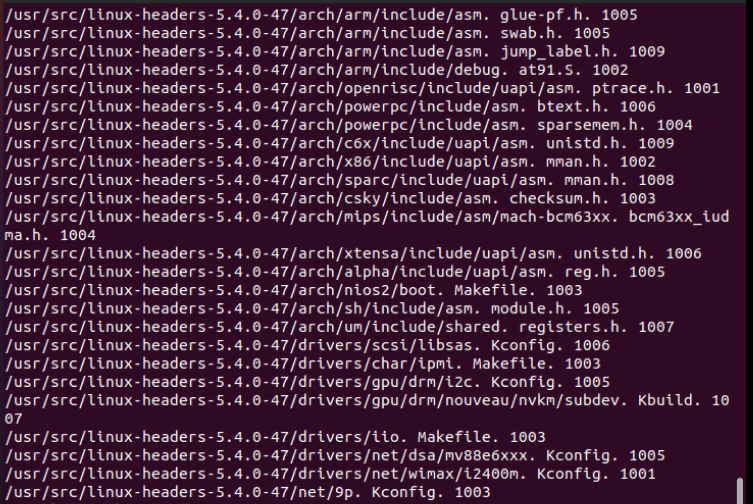 /usr/src/linux-headers-5.4.0-47/arch/arm/include/asm. glue-pf.h. 1005
/usr/src/linux-headers-5.4.0-47/arch/arm/include/asm. swab.h. 1005
/usr/src/linux-headers-5.4.0-47/arch/arm/include/asm. jump_label.h. 1009
/usr/src/linux-headers-5.4.0-47/arch/arm/include/debug. at91.S. 1002
/usr/src/linux-headers-5.4.0-47/arch/openrisc/include/uapi/asm. ptrace.h. 1001
/usr/src/linux-headers-5.4.0-47/arch/powerpc/include/asm. btext.h. 1006
/usr/src/linux-headers-5.4.0-47/arch/powerpc/include/asm. sparsemem.h. 1004
/usr/src/linux-headers-5.4.0-47/arch/c6x/include/uapi/asm. unistd.h. 1009
/usr/src/linux-headers-5.4.0-47/arch/x86/include/uapi/asm. mman.h. 1002
/usr/src/linux-headers-5.4.0-47/arch/sparc/include/uapi/asm. mman.h. 1008
/usr/src/linux-headers-5.4.0-47/arch/csky/include/asm. checksum.h. 1003
/usr/src/linux-headers-5.4.0-47/arch/mips/include/asm/mach-bcm63xx. bcm63xx_iud
ma.h. 1004
/usr/src/linux-headers-5.4.0-47/arch/xtensa/include/uapi/asm. unistd.h. 1006
/usr/src/linux-headers-5.4.0-47/arch/alpha/include/uapi/asm. reg.h. 1005
/usr/src/linux-headers-5.4.0-47/arch/nios2/boot. Makefile. 1003
/usr/src/linux-headers-5.4.0-47/arch/sh/include/asm. module.h. 1005
/usr/src/linux-headers-5.4.0-47/arch/um/include/shared. registers.h. 1007
/usr/src/linux-headers-5.4.0-47/drivers/scsi/libsas. Kconfig. 1006
/usr/src/linux-headers-5.4.0-47/drivers/char/ipmi. Makefile. 1003
/usr/src/linux-headers-5.4.0-47/drivers/gpu/drm/i2c. Kconfig. 1005
/usr/src/linux-headers-5.4.0-47/drivers/gpu/drm/nouveau/nvkm/subdev. Kbuild. 10
07
/usr/src/linux-headers-5.4.0-47/drivers/iio. Makefile. 1003
/usr/src/linux-headers-5.4.0-47/drivers/net/dsa/mv88e6xxx. Kconfig. 1005
/usr/src/linux-headers-5.4.0-47/drivers/net/wimax/i2400m. Kconfig. 1001
/usr/src/linux-headers-5.4.0-47/net/9p. Kconfig. 1003